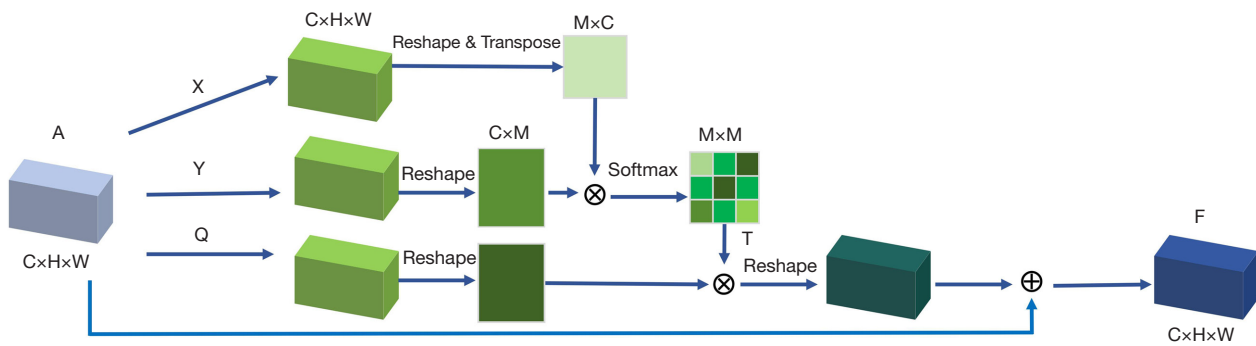 C×H×W
Reshape & Transpose
M×C
X
A
C×H×W
Y
Reshape
C×M
Softmax
M×M
Q
Reshape
T
Reshape
F
C×H×W